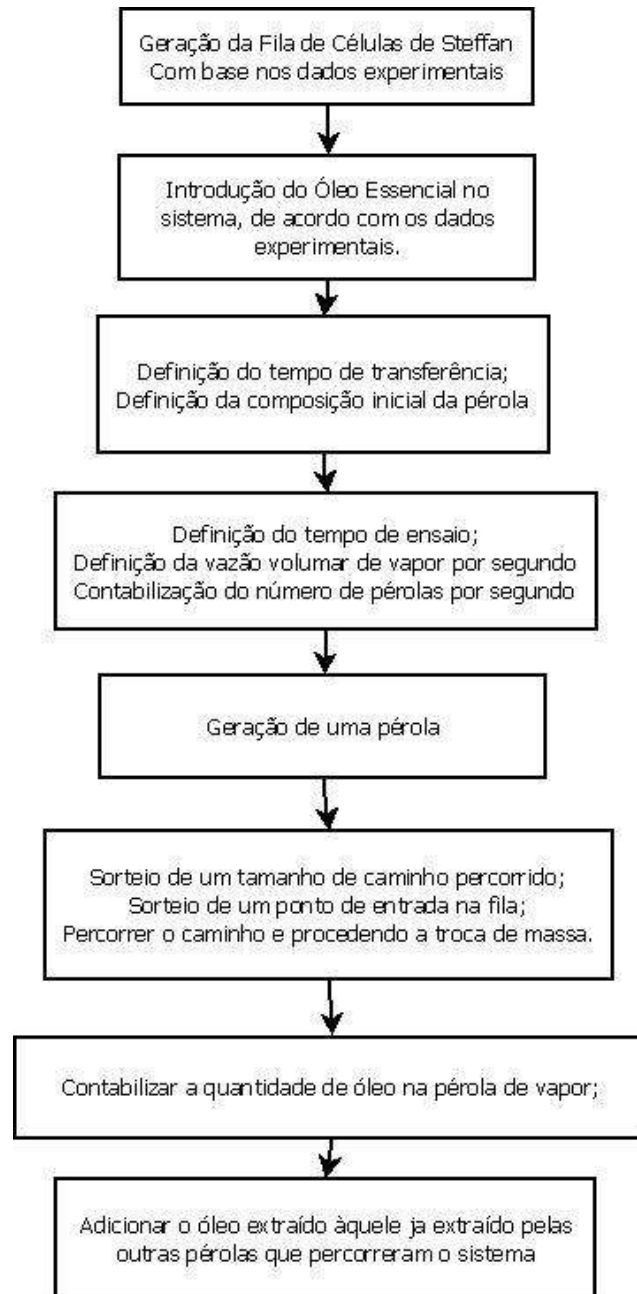 Geração da Fila de Células de Steffan
Com base nos dados experimentais
Introdução do Óleo Essencial no
sistema, de acordo com os dados
experimentais.
Definição do tempo de transferência;
Definição da composição inicial da pérola
Definição do tempo de ensaio;
Definição da vazão volumar de vapor por segundo
Contabilização do número de pérolas por segundo
Geração de uma pérola
Sorteio de um tamanho de caminho percorrido;
Sorteio de um ponto de entrada na fila;
Percorrer o caminho e procedendo a troca de massa.
Contabilizar a quantidade de óleo na pérola de vapor;
Adicionar o óleo extraído àquele ja extraído pelas
outras pérolas que percorreram o sistema